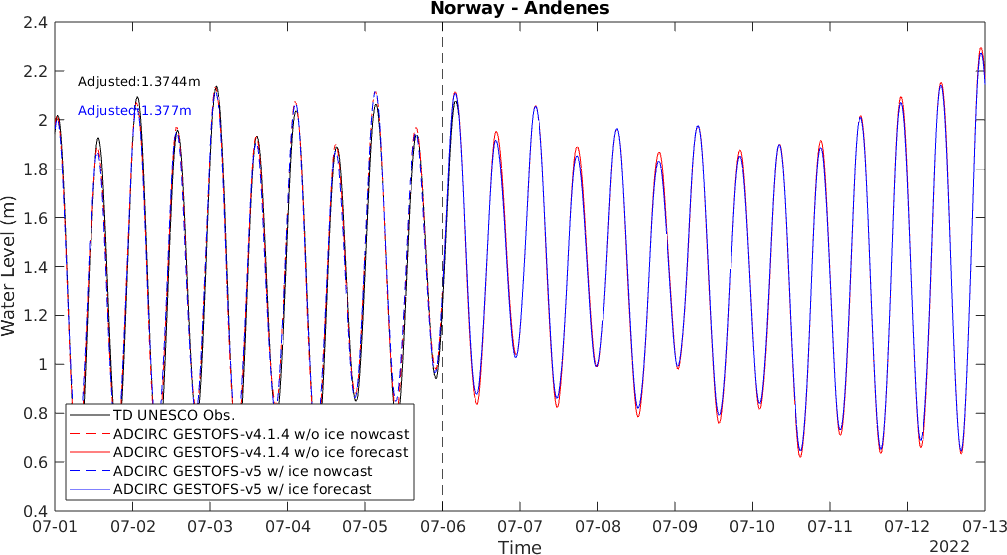 Norway - Andenes
2.4
2.2
2
1.8
1.6
1.4
1.2
1
0.8
0.6
0.4
Water Level (m)
Adjusted:1.3744m
Adjusted:1.377m
TD UNESCO Obs.
ADCIRC GESTOFS-v4.1.4 w/o ice nowcast
ADCIRC GESTOFS-v4.1.4 w/o ice forecast
ADCIRC GESTOFS-v5 w/ ice nowcast
ADCIRC GESTOFS-v5 w/ ice forecast
07-01 07-02 07-03 07-04 07-05 07-06 07-07 07-08 07-09 07-10 07-11 07-12 07-13
Time
2022